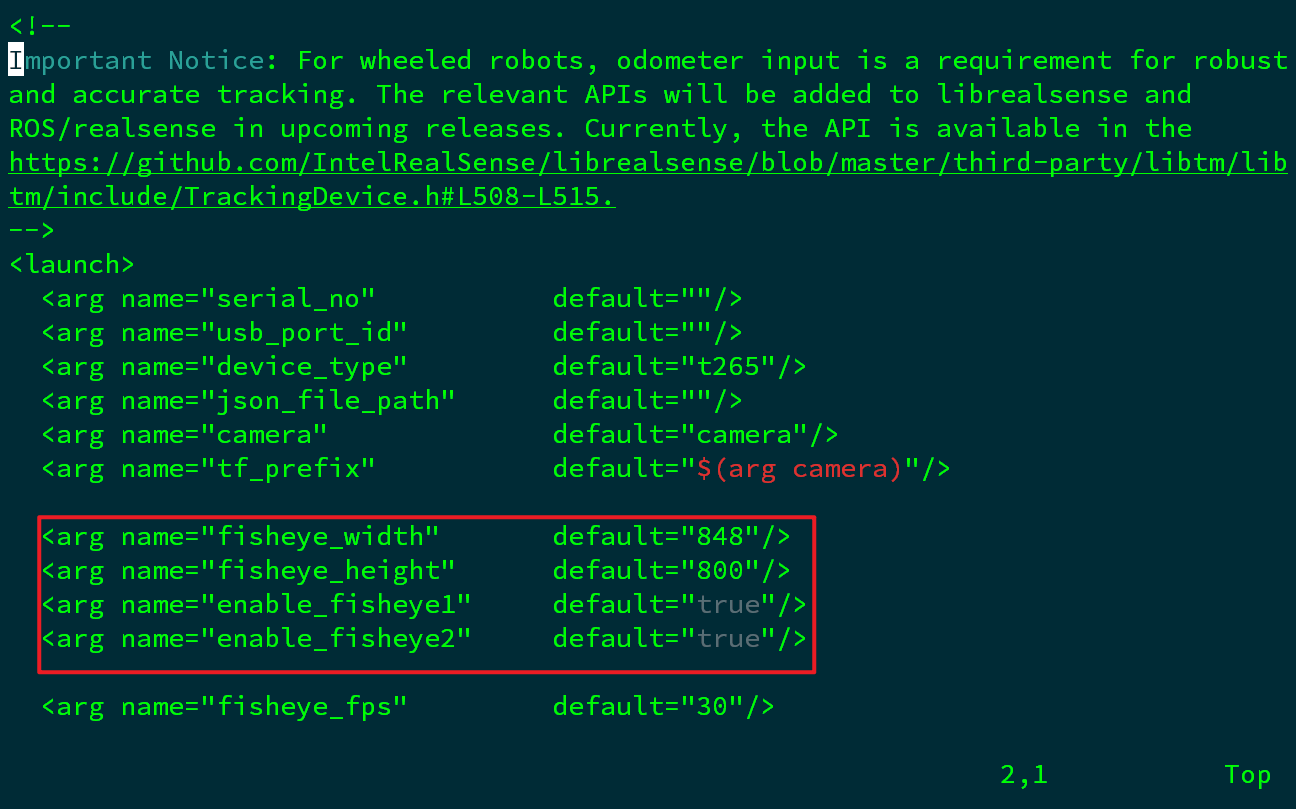 <!--
Important Notice: For wheeled robots, odometer input is a requirement for robust
and accurate tracking. The relevant APIs will be added to librealsense and
ROS/realsense in upcoming releases. Currently, the API is available in the
https://github.com/IntelRealSense/librealsense/blob/master/third-party/libtm/lib
tm/include/TrackingDevice.h#L508-L515.
-->
<launch>
  <arg name="serial_no"           default=""/>
  <arg name="usb_port_id"         default=""/>
  <arg name="device_type"         default="t265"/>
  <arg name="json_file_path"      default=""/>
  <arg name="camera"              default="camera"/>
  <arg name="tf_prefix"           default="$(arg camera)"/>

  <arg name="fisheye_width"       default="848"/>
  <arg name="fisheye_height"      default="800"/>
  <arg name="enable_fisheye1"     default="true"/>
  <arg name="enable_fisheye2"     default="true"/>

  <arg name="fisheye_fps"         default="30"/>

2,1           Top